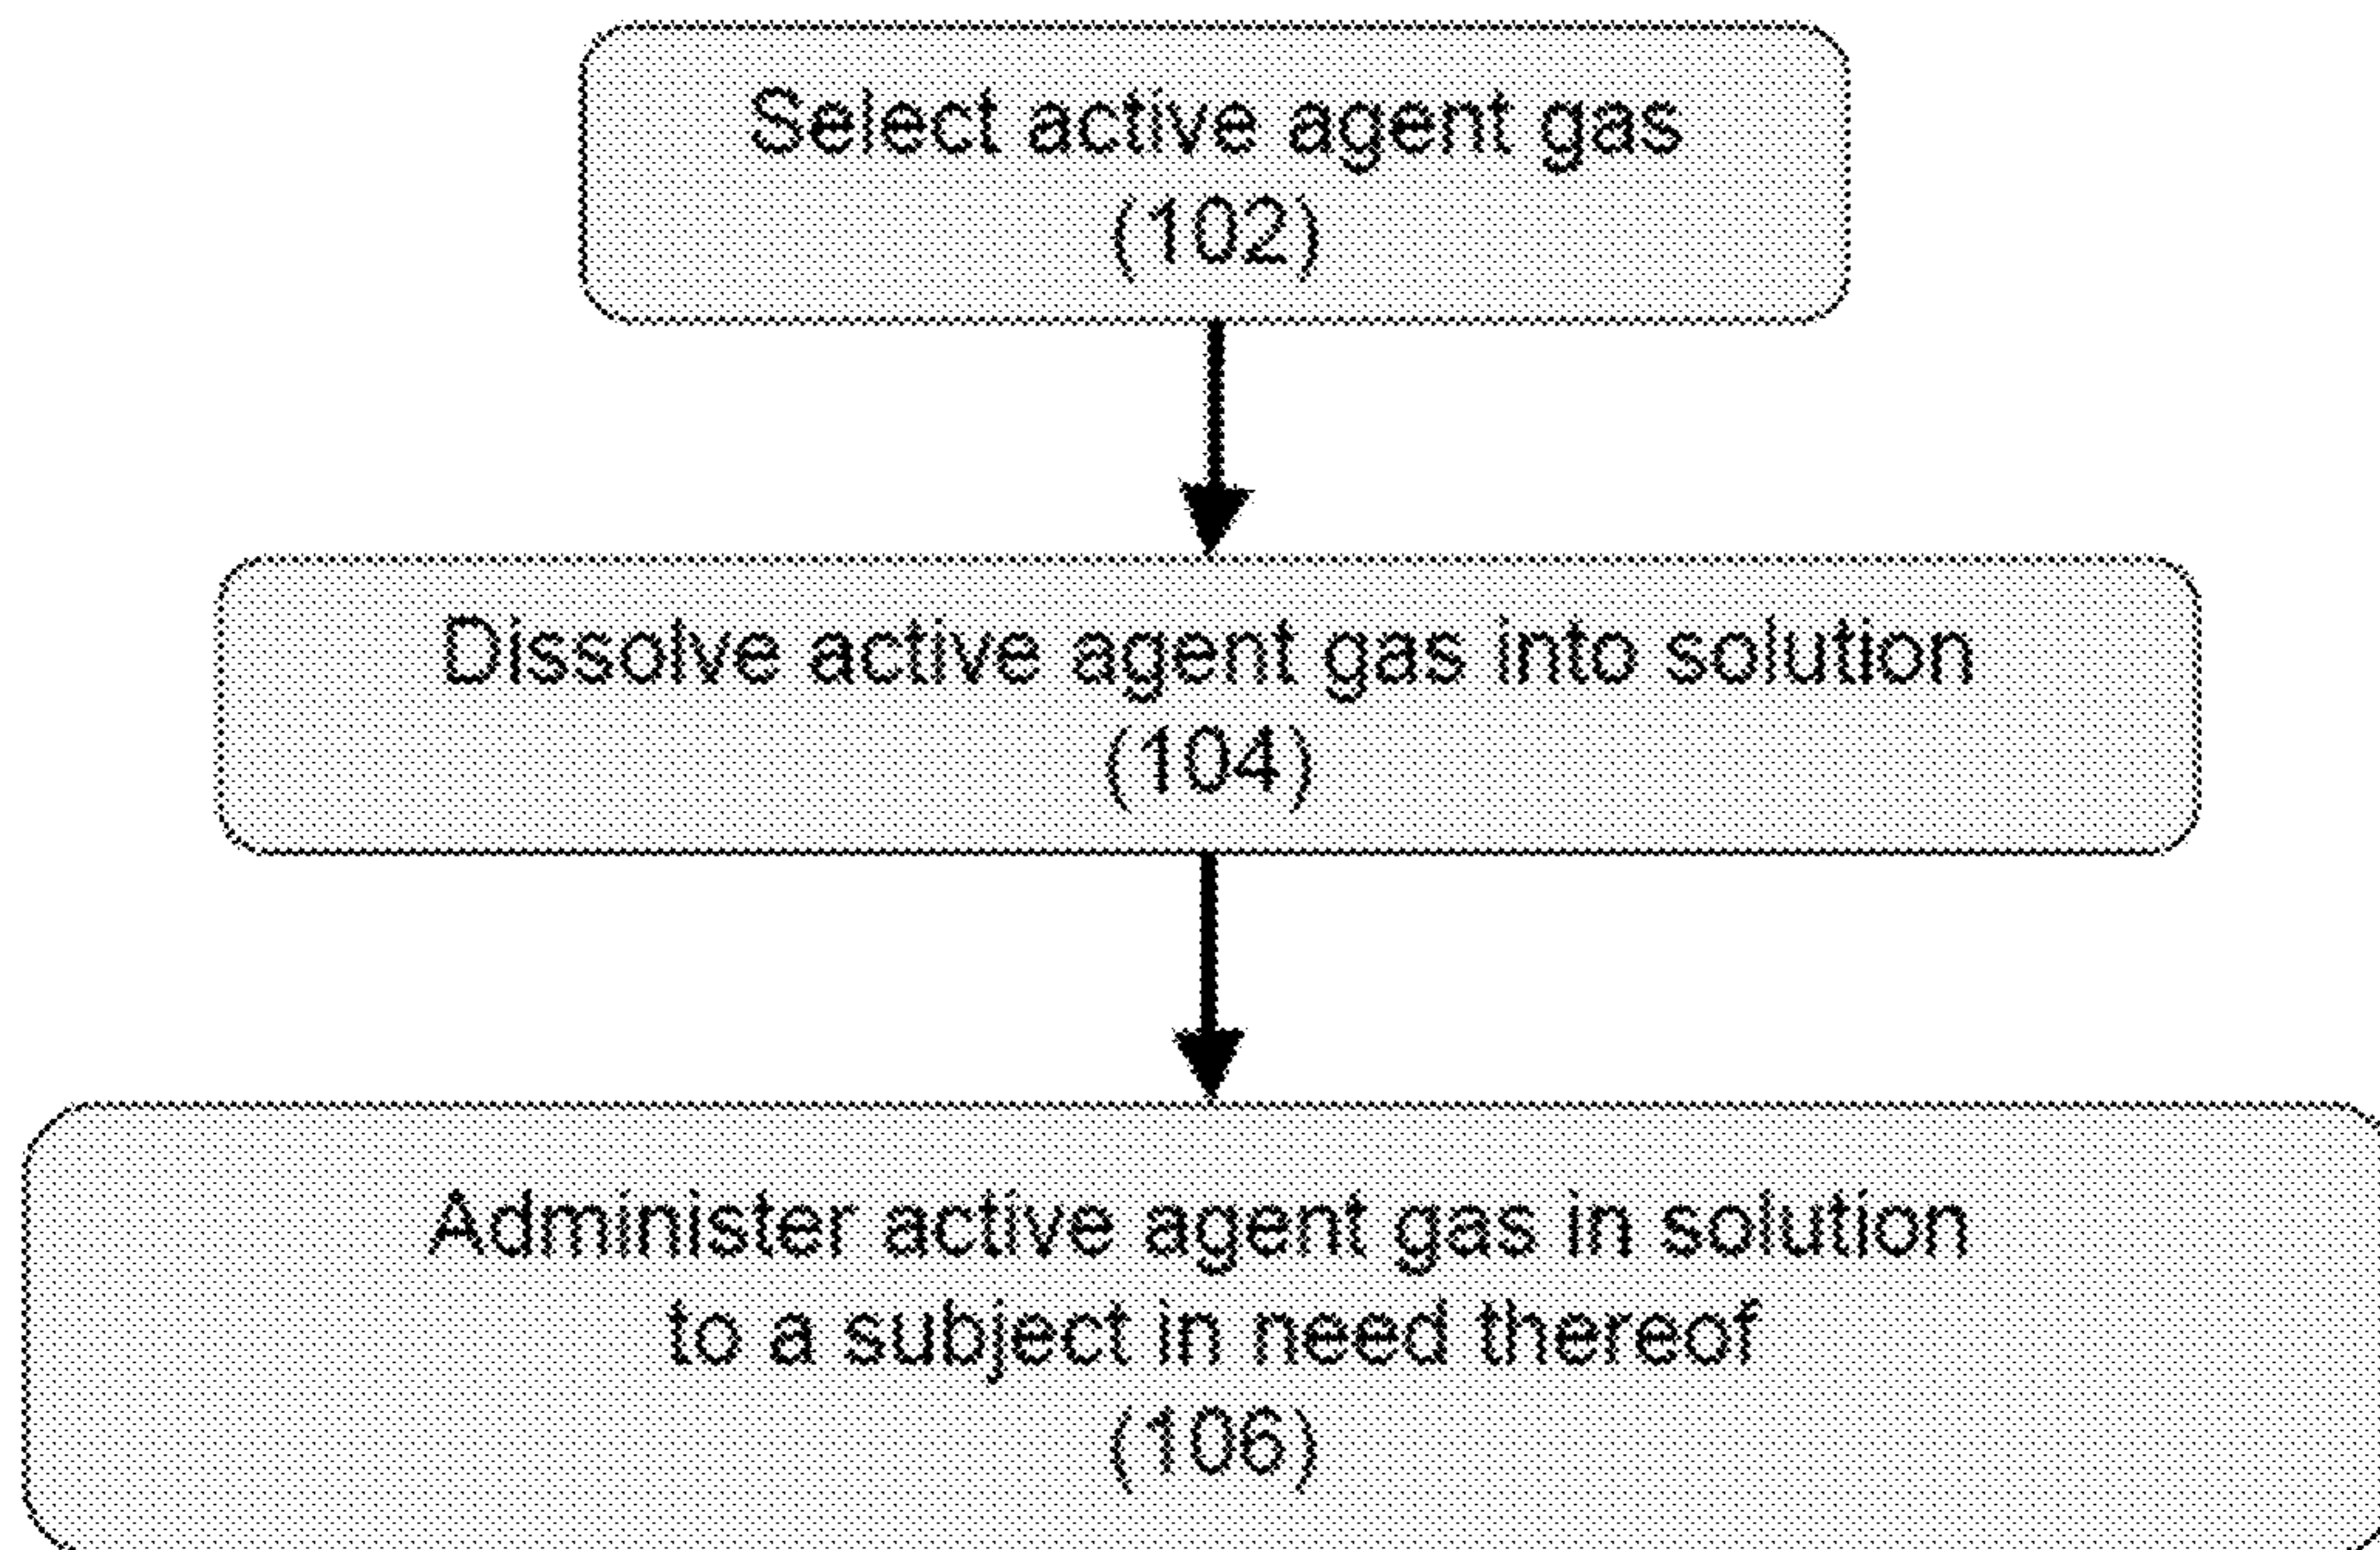 Select active agent gas
(102)
Dissolve active agent gas into solution
(104)
Administer active agent gas in solution
to a subject in need thereof
(106)